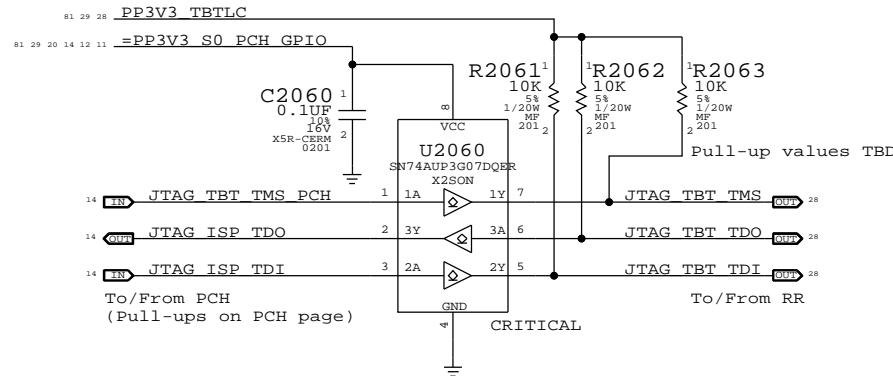 81 29 28 PP3V3_TBTLC
81 29 20 14 12 11 =PP3V3_S0_PCH_GPIO
R2061
10K
5%
1/20W
MF
201
1
2
R2062
10K
5%
1/20W
MF
201
1
2
R2063
10K
5%
1/20W
MF
201
1
2
C2060
0.1UF
10%
16V
X5R-CERM
0201
1
2
8
VCC
U2060
SN74AUP3G07DQER
X2SON
Pull-up values TBD
14 IN JTAG_TBT_TMS_PCH 1 1A 1Y 7 JTAG_TBT_TMS OUT 28
14 OUT JTAG_ISP_TDO 2 3Y 3A 6 JTAG_TBT_TDO OUT 28
14 IN JTAG_ISP_TDI 3 2A 2Y 5 JTAG_TBT_TDI OUT 28
To/From PCH
(Pull-ups on PCH page)
To/From RR
GND
4
CRITICAL